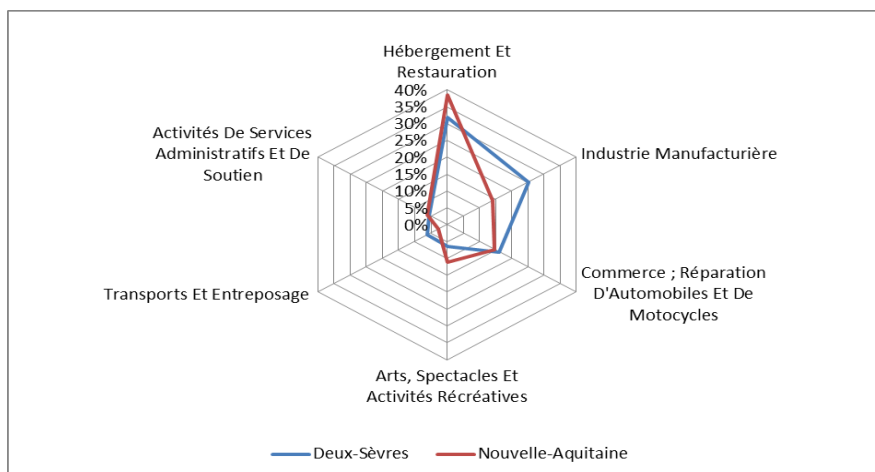 Hébergement Et
Restauration
40%
35%
30%
25%
20%
15%
10%
5%
0%
Activités De Services
Administratifs Et De
Soutien
Industrie Manufacturière
Transports Et Entreposage
Commerce ; Réparation
D'Automobiles Et De
Motocycles
Arts, Spectacles Et
Activités Récréatives
Deux-Sèvres
Nouvelle-Aquitaine